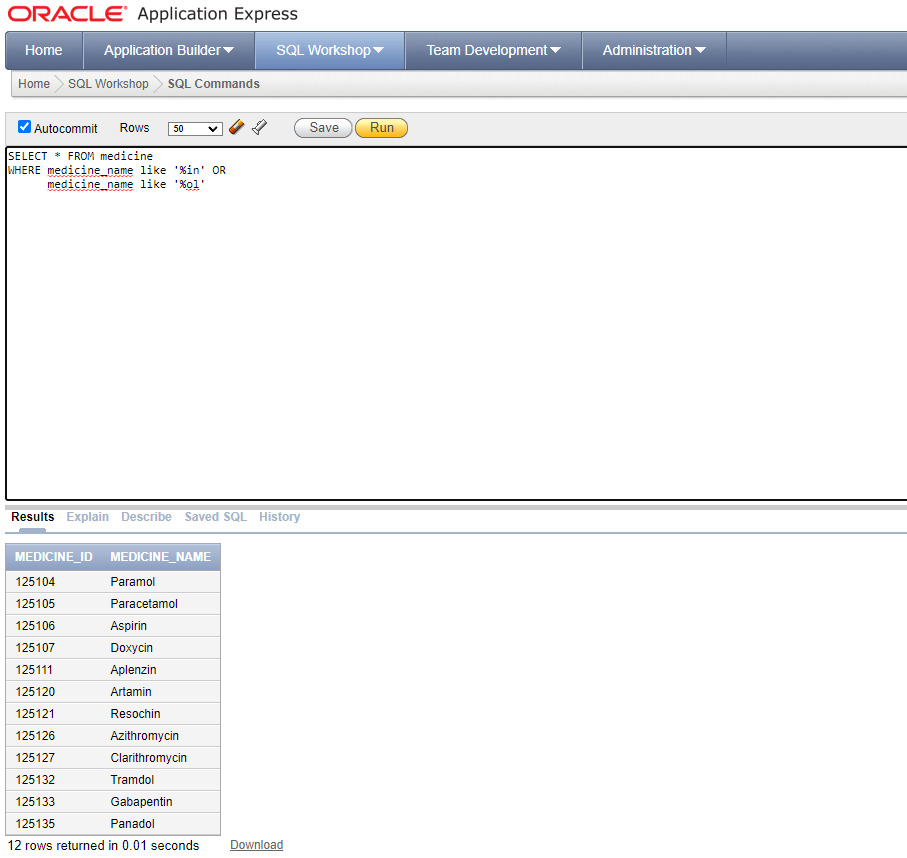 ORACLE® Application Express
Home Application Builder SQL Workshop Team Development Administration
Home SQL Workshop SQL Commands
Autocommit Rows 50 Save Run
SELECT * FROM medicine
WHERE medicine_name like '%in' OR
medicine_name like '%ol'
Results Explain Describe Saved SQL History
MEDICINE_ID MEDICINE_NAME
125104 Paramol
125105 Paracetamol
125106 Aspirin
125107 Doxycin
125111 Aplenzin
125120 Artamin
125121 Resochin
125126 Azithromycin
125127 Clarithromycin
125132 Tramdol
125133 Gabapentin
125135 Panadol
12 rows returned in 0.01 seconds Download